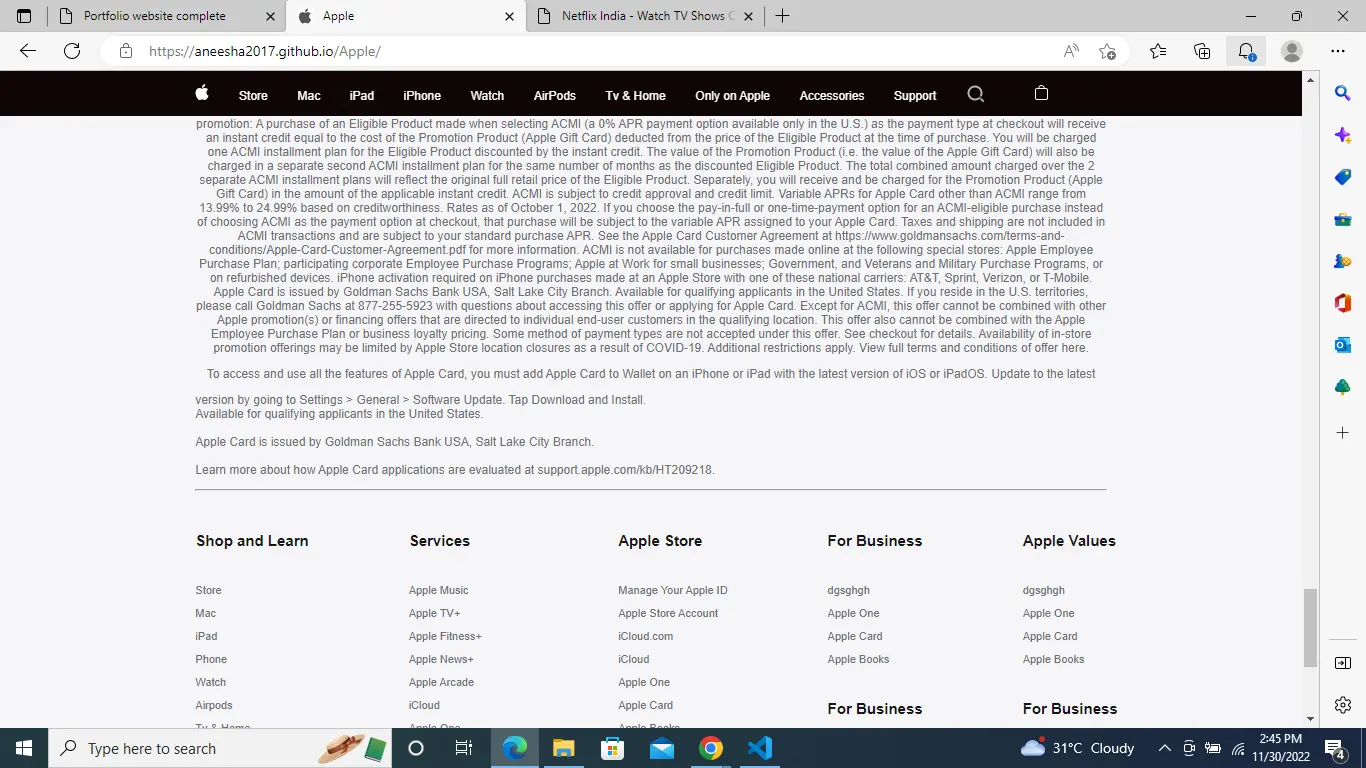 Portfolio website complete
Apple
Netflix India - Watch TV Shows
https://aneesha2017.github.io/Apple/
Store Mac iPad iPhone Watch AirPods Tv & Home Only on Apple Accessories Support
promotion: A purchase of an Eligible Product made when selecting ACMI (a 0% APR payment option available only in the U.S.) as the payment type at checkout will receive
an instant credit equal to the cost of the Promotion Product (Apple Gift Card) deducted from the price of the Eligible Product at the time of purchase. You will be charged
one ACMI installment plan for the Eligible Product discounted by the instant credit. The value of the Promotion Product (i.e. the value of the Apple Gift Card) will also be
charged in a separate second ACMI installment plan for the same number of months as the discounted Eligible Product. The total combined amount charged over the 2
separate ACMI installment plans will reflect the original full retail price of the Eligible Product. Separately, you will receive and be charged for the Promotion Product (Apple
Gift Card) in the amount of the applicable instant credit. ACMI is subject to credit approval and credit limit. Variable APRs for Apple Card other than ACMI range from
13.99% to 24.99% based on creditworthiness. Rates as of October 1, 2022. If you choose the pay-in-full or one-time-payment option for an ACMI-eligible purchase instead
of choosing ACMI as the payment option at checkout, that purchase will be subject to the variable APR assigned to your Apple Card. Taxes and shipping are not included in
ACMI transactions and are subject to your standard purchase APR. See the Apple Card Customer Agreement at https://www.goldmansachs.com/terms-and-
conditions/Apple-Card-Customer-Agreement.pdf for more information. ACMI is not available for purchases made online at the following special stores: Apple Employee
Purchase Plan; participating corporate Employee Purchase Programs; Apple at Work for small businesses; Government, and Veterans and Military Purchase Programs, or
on refurbished devices. iPhone activation required on iPhone purchases made at an Apple Store with one of these national carriers: AT&T, Sprint, Verizon, or T-Mobile.
Apple Card is issued by Goldman Sachs Bank USA, Salt Lake City Branch. Available for qualifying applicants in the United States. If you reside in the U.S. territories,
please call Goldman Sachs at 877-255-5923 with questions about accessing this offer or applying for Apple Card. Except for ACMI, this offer cannot be combined with other
Apple promotion(s) or financing offers that are directed to individual end-user customers in the qualifying location. This offer also cannot be combined with the Apple
Employee Purchase Plan or business loyalty pricing. Some method of payment types are not accepted under this offer. See checkout for details. Availability of in-store
promotion offerings may be limited by Apple Store location closures as a result of COVID-19. Additional restrictions apply. View full terms and conditions of offer here.
To access and use all the features of Apple Card, you must add Apple Card to Wallet on an iPhone or iPad with the latest version of iOS or iPadOS. Update to the latest
version by going to Settings > General > Software Update. Tap Download and Install.
Available for qualifying applicants in the United States.
Apple Card is issued by Goldman Sachs Bank USA, Salt Lake City Branch.
Learn more about how Apple Card applications are evaluated at support.apple.com/kb/HT209218.
Shop and Learn Services Apple Store For Business Apple Values
Store Apple Music Manage Your Apple ID dgsghgh dgsghgh
Mac Apple TV+ Apple Store Account Apple One Apple One
iPad Apple Fitness+ iCloud.com Apple Card Apple Card
Phone Apple News+ iCloud Apple Books Apple Books
Watch Apple Arcade Apple One
Airpods iCloud Apple Card For Business For Business
Tv & Home Apple One Apple Books
Type here to search
31°C Cloudy
2:45 PM
11/30/2022
4